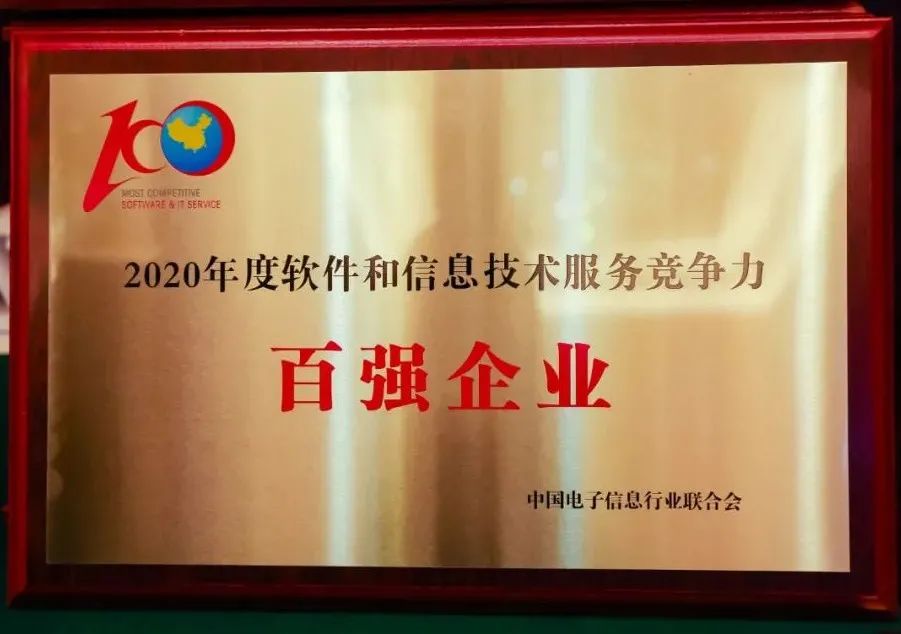 100
MOST COMPETITIVE
SOFTWARE & IT SERVICE
2020年度软件和信息技术服务竞争力
百强企业
中国电子信息行业联合会